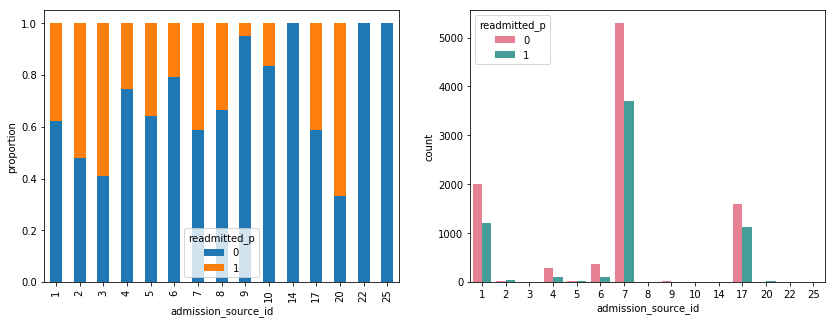 1.0
0.8
0.6
0.4
0.2
0.0
proportion
readmitted_p
0
1
1 2 3 4 5 6 7 8 9 10 14 17 20 22 25
admission_source_id
readmitted_p
0
1
5000
4000
3000
2000
1000
0
count
1 2 3 4 5 6 7 8 9 10 14 17 20 22 25
admission_source_id